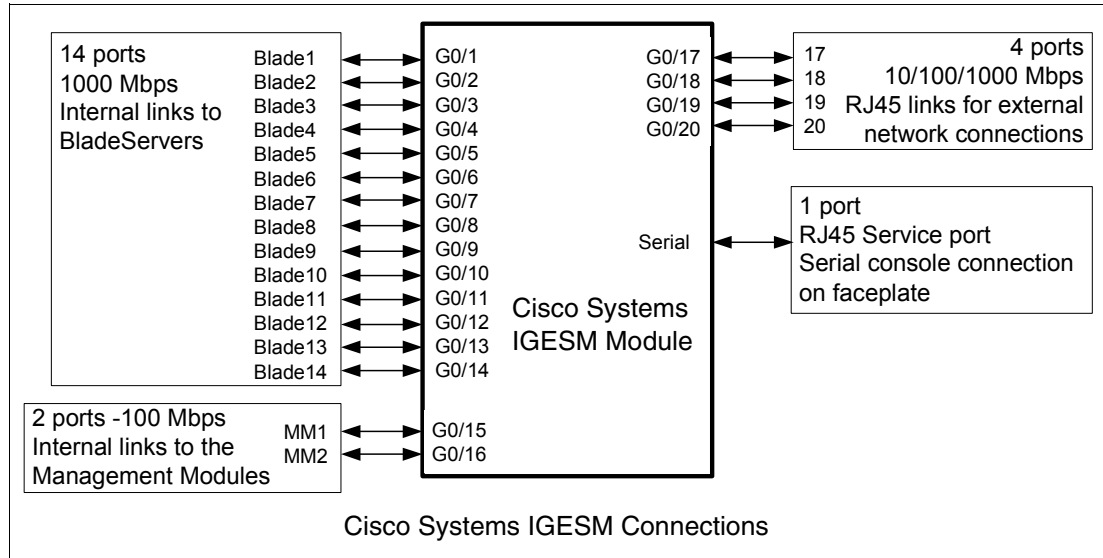 14 ports
1000 Mbps
Internal links to
BladeServers
Blade1
Blade2
Blade3
Blade4
Blade5
Blade6
Blade7
Blade8
Blade9
Blade10
Blade11
Blade12
Blade13
Blade14
2 ports -100 Mbps
Internal links to the
Management Modules
MM1
MM2
G0/1
G0/2
G0/3
G0/4
G0/5
G0/6
G0/7
G0/8
G0/9
G0/10
G0/11
G0/12
G0/13
G0/14
G0/15
G0/16
Cisco Systems
IGESM Module
G0/17
G0/18
G0/19
G0/20
Serial
17
18
19
20
4 ports
10/100/1000 Mbps
RJ45 links for external
network connections
1 port
RJ45 Service port
Serial console connection
on faceplate
Cisco Systems IGESM Connections